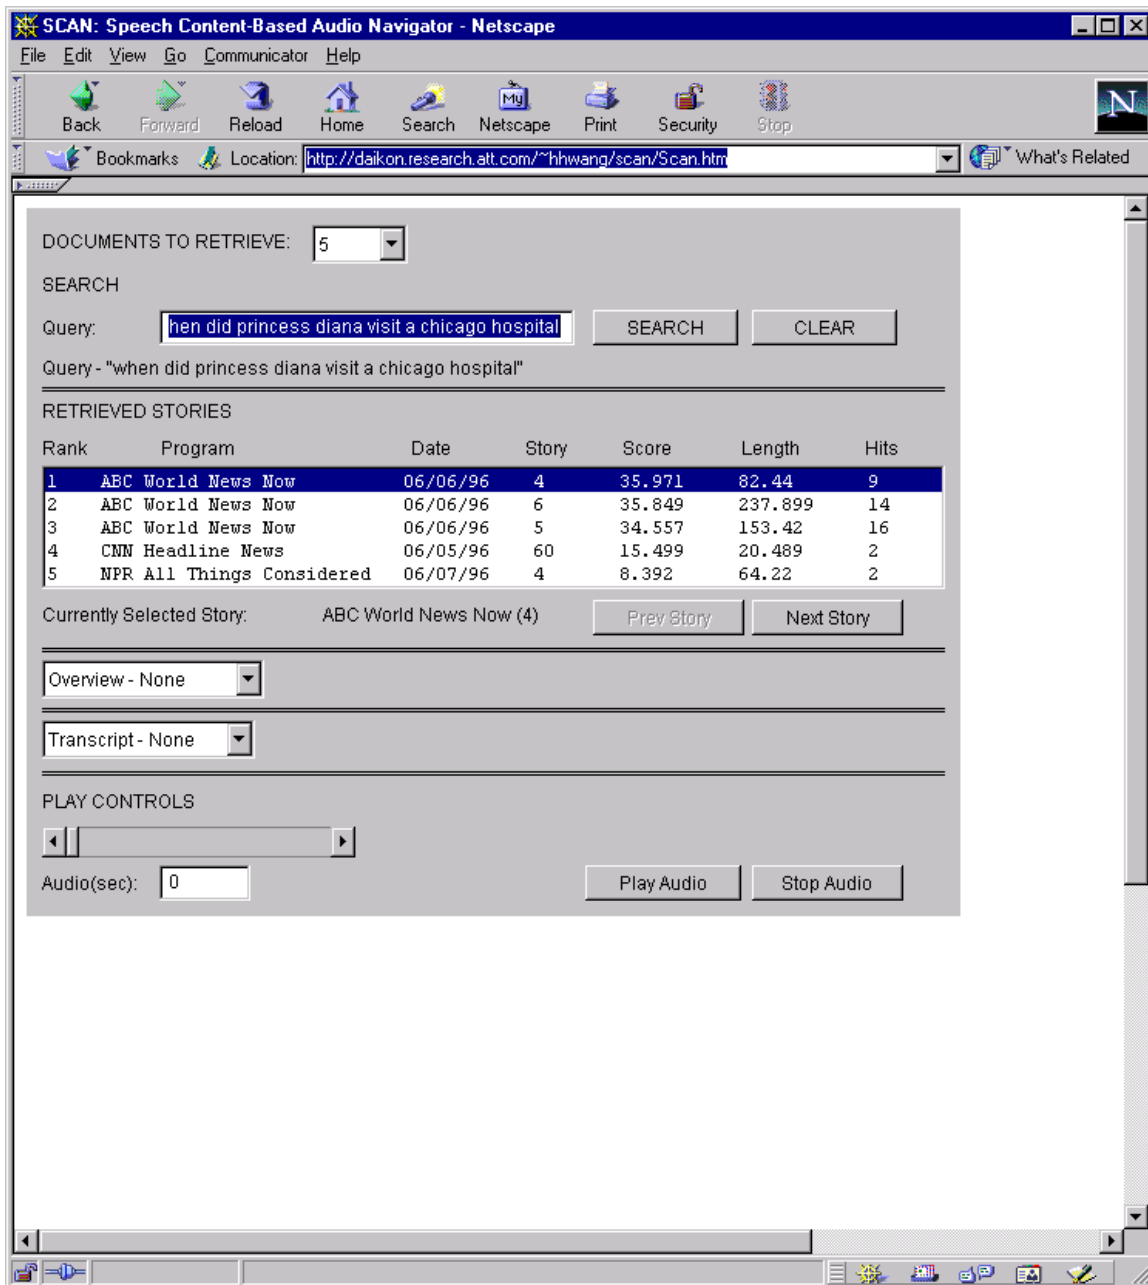 SCAN: Speech Content-Based Audio Navigator - Netscape
File Edit View Go Communicator Help
My N
Back Forward Reload Home Search Netscape Print Security Stop
Bookmarks Location: http://daikon.research.att.com/~hhwang/scan/Scan.htm What's Related
DOCUMENTS TO RETRIEVE: 5
SEARCH
Query: hen did princess diana visit a chicago hospital SEARCH CLEAR
Query - "when did princess diana visit a chicago hospital"
RETRIEVED STORIES
Rank Program Date Story Score Length Hits
1 ABC World News Now 06/06/96 4 35.971 82.44 9
2 ABC World News Now 06/06/96 6 35.849 237.899 14
3 ABC World News Now 06/06/96 5 34.557 153.42 16
4 CNN Headline News 06/05/96 60 15.499 20.489 2
5 NPR All Things Considered 06/07/96 4 8.392 64.22 2
Currently Selected Story: ABC World News Now (4) Prev Story Next Story
Overview - None
Transcript - None
PLAY CONTROLS
Audio(sec): 0 Play Audio Stop Audio